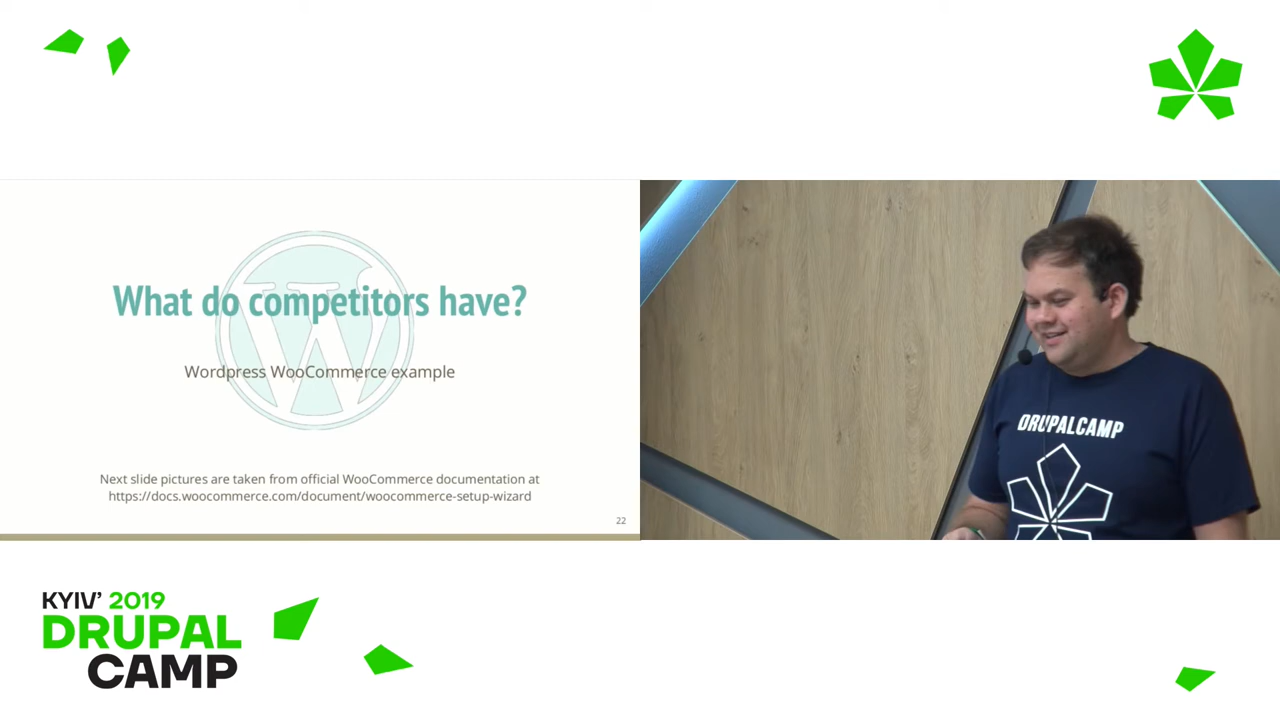 What do competitors have?
Wordpress WooCommerce example
Next slide pictures are taken from official WooCommerce documentation at
https://docs.woocommerce.com/document/woocommerce-setup-wizard
22
DRUPALCAMP
KYIV' 2019
DRUPAL
CAMP